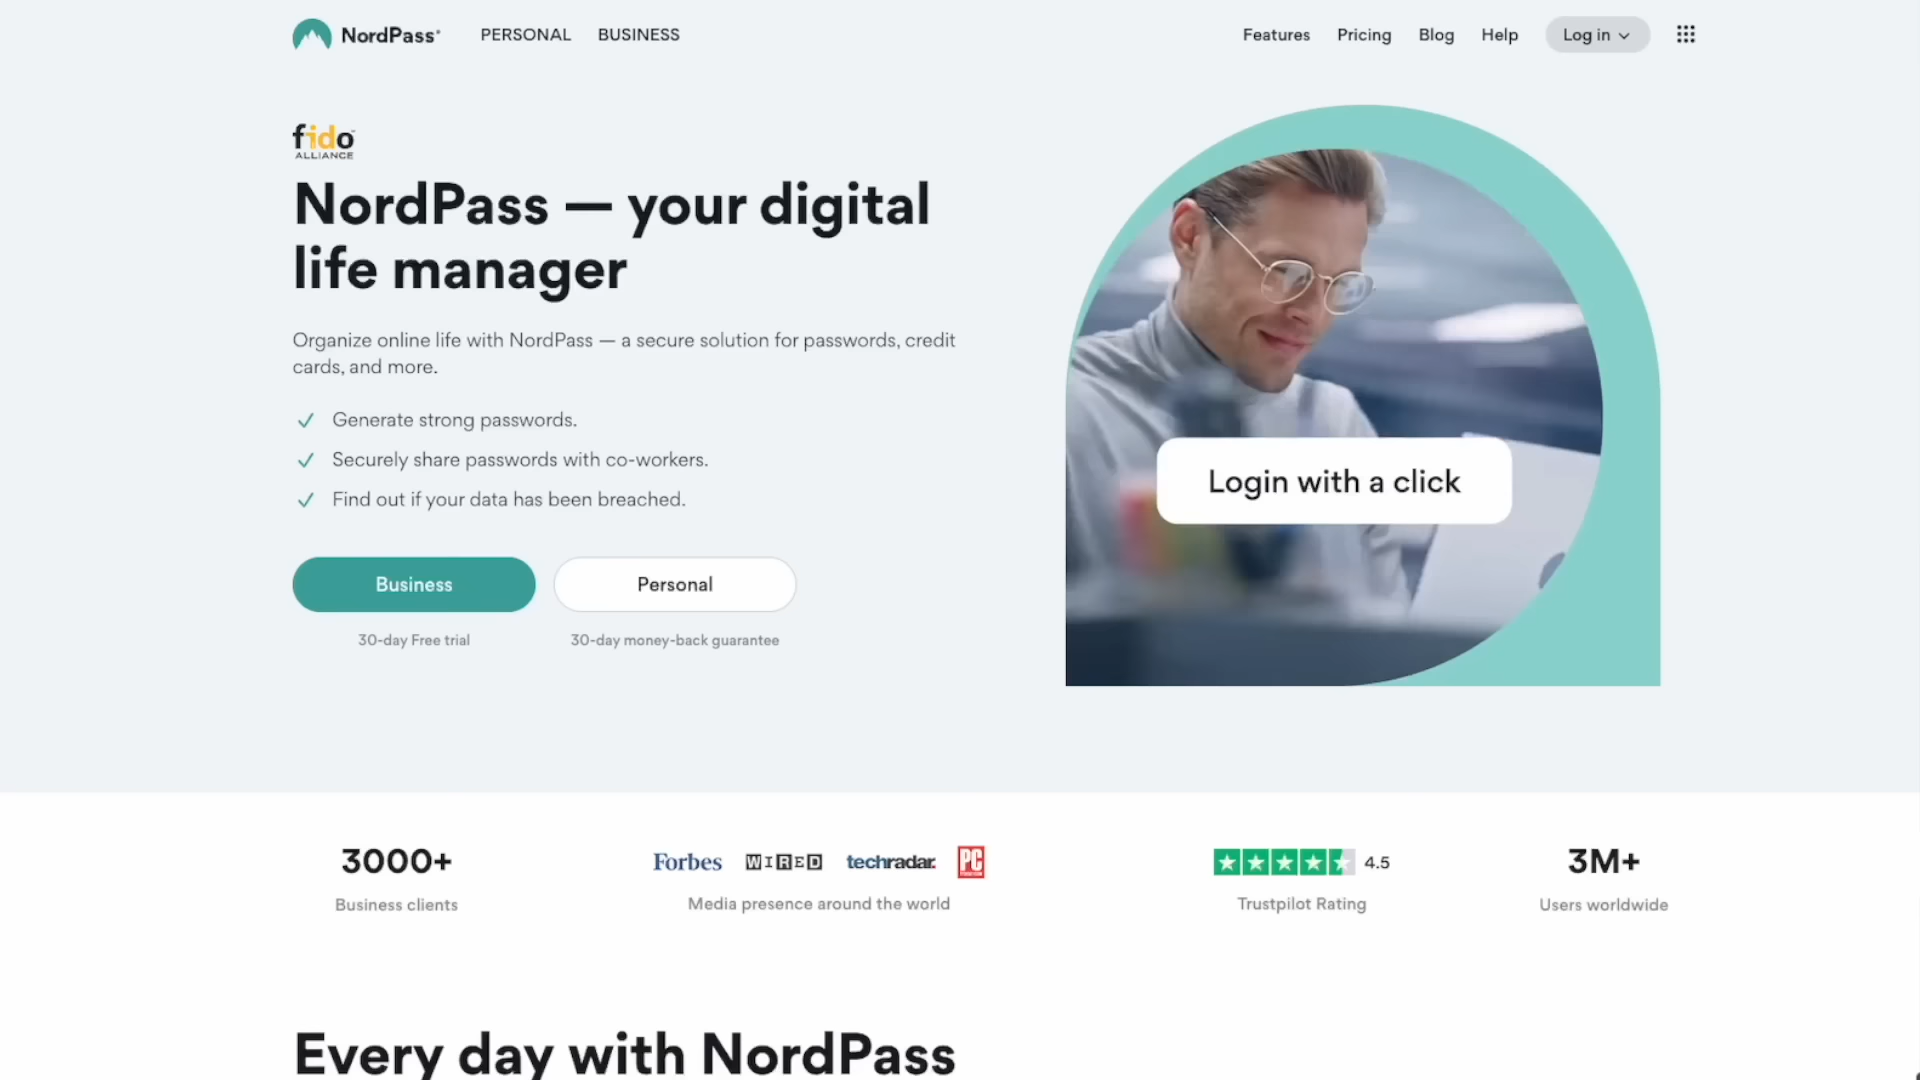 NordPass®
PERSONAL
BUSINESS
Features
Pricing
Blog
Help
Log in
fido
ALLIANCE
NordPass — your digital
life manager
Organize online life with NordPass — a secure solution for passwords, credit
cards, and more.
Generate strong passwords.
Securely share passwords with co-workers.
Find out if your data has been breached.
Business
Personal
30-day Free trial
30-day money-back guarantee
Login with a click
3000+
Business clients
Forbes
WIRED
techradar.
PC
Media presence around the world
4.5
Trustpilot Rating
3M+
Users worldwide
Every day with NordPass